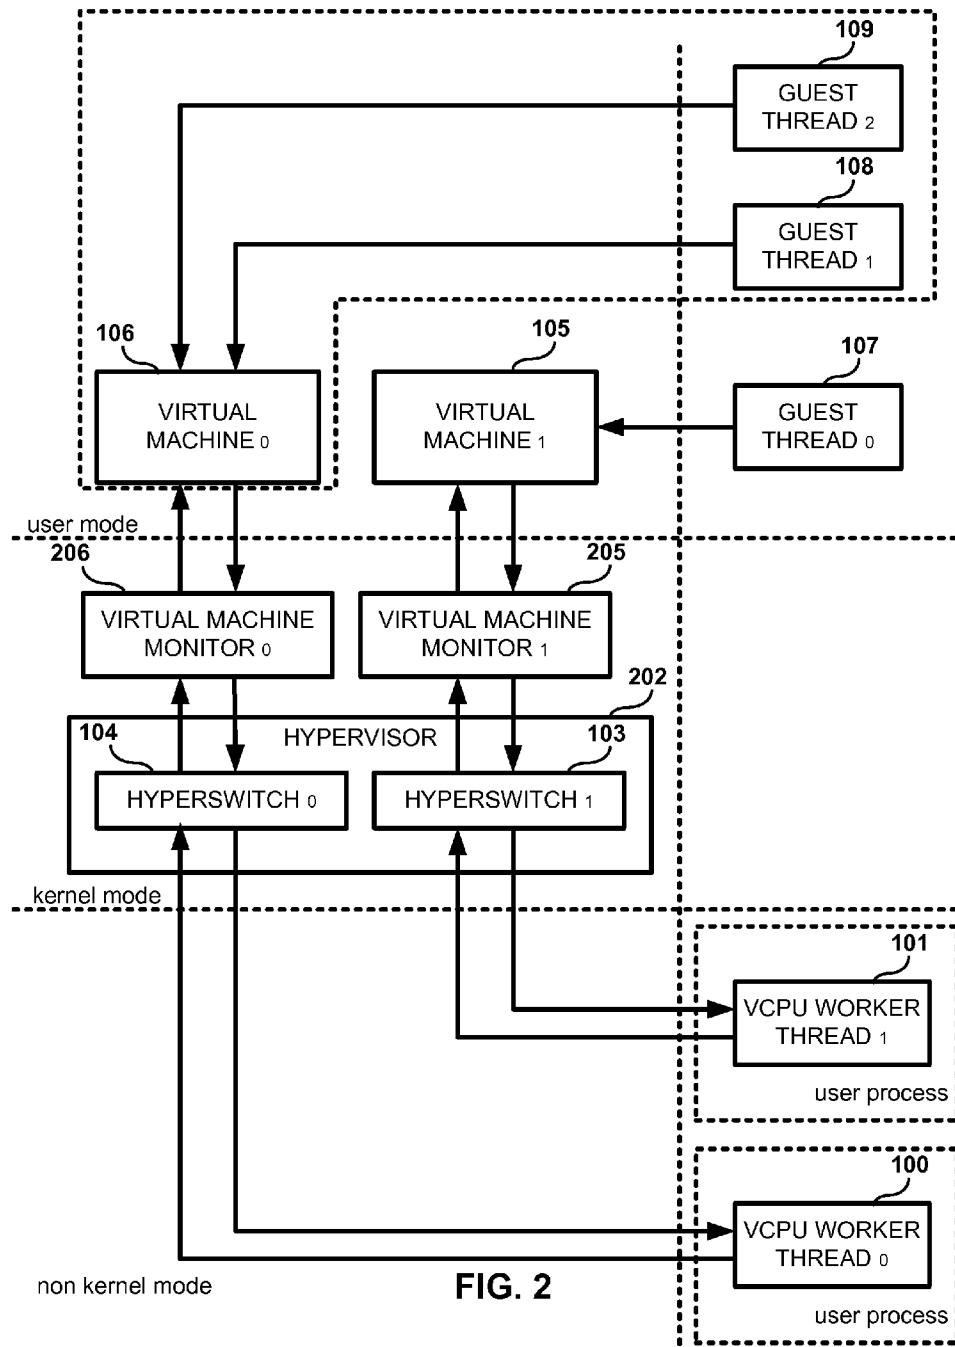 109
GUEST
THREAD 2
108
GUEST
THREAD 1
106
105
107
VIRTUAL
MACHINE 0
VIRTUAL
MACHINE 1
GUEST
THREAD 0
user mode
206
205
VIRTUAL MACHINE
MONITOR 0
VIRTUAL MACHINE
MONITOR 1
202
104
HYPERVISOR
103
HYPERSWITCH 0
HYPERSWITCH 1
kernel mode
101
VCPU WORKER
THREAD 1
user process
100
VCPU WORKER
THREAD 0
non kernel mode
FIG. 2
user process